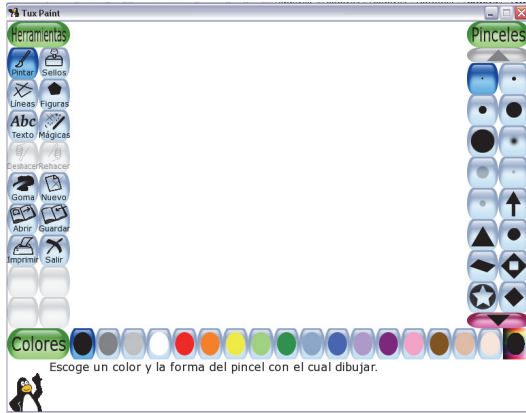 Tux Paint
Herramientas
Pinceles
Pintar Sellos
Líneas Figuras
Abc
Texto Mágicas
Deshacer Rehacer
Goma Nuevo
Abrir Guardar
Imprimir Salir
Colores
Escoge un color y la forma del pincel con el cual dibujar.